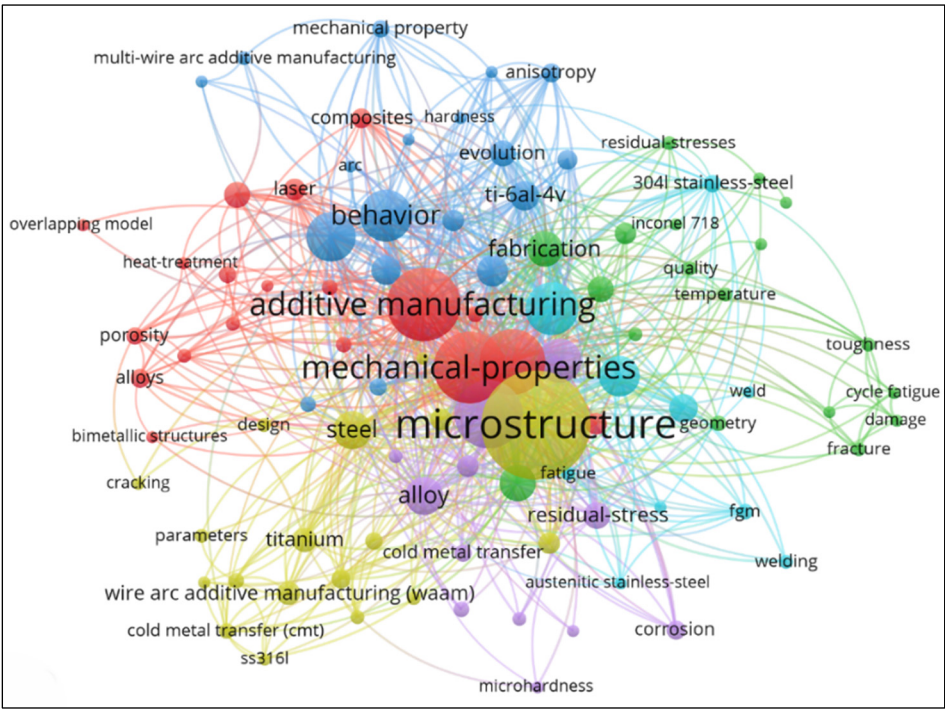 mechanical property
multi-wire arc additive manufacturing
anisotropy
composites
hardness
evolution
residual-stresses
arc
304l stainless-steel
laser
ti-6al-4v
behavior
overlapping model
inconel 718
fabrication
heat-treatment
quality
temperature
additive manufacturing
porosity
toughness
mechanical-properties
alloys
weld
cycle fatigue
damage
design
steel
microstructure
geometry
bimetallic structures
fracture
fatigue
cracking
alloy
residual-stress
fgm
parameters
titanium
cold metal transfer
welding
austenitic stainless-steel
wire arc additive manufacturing (waam)
cold metal transfer (cmt)
corrosion
ss316l
microhardness